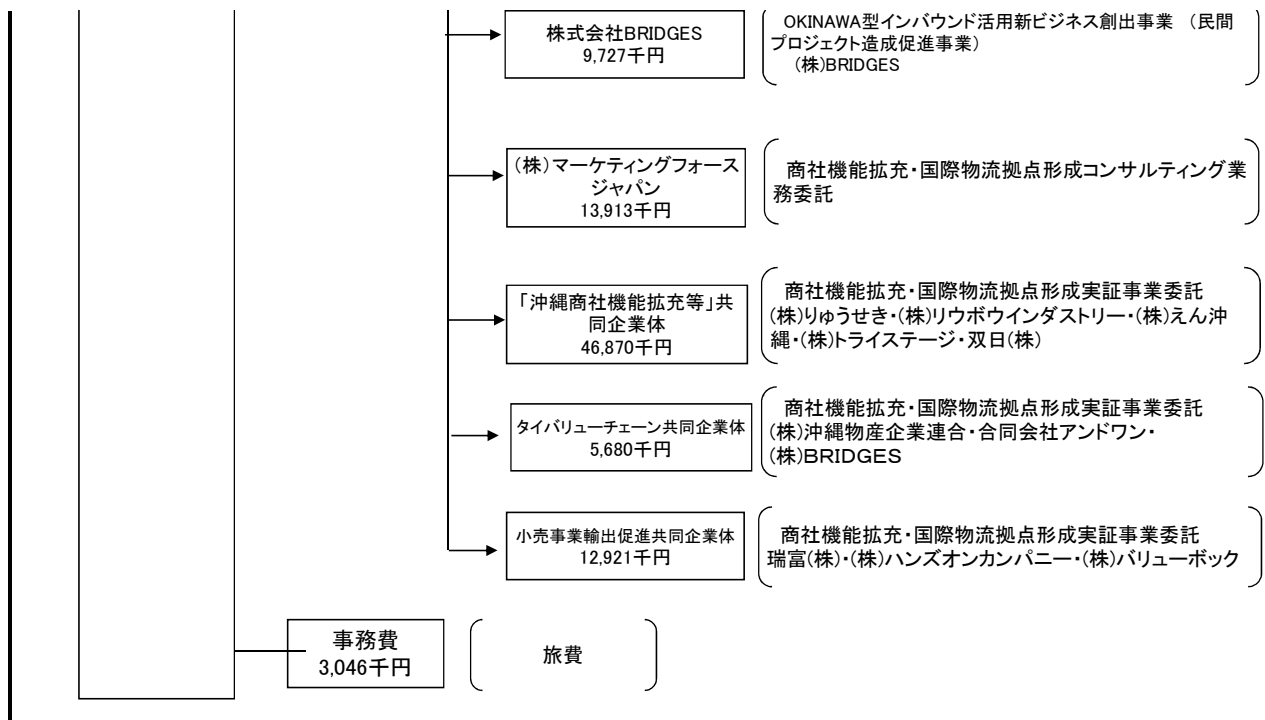 株式会社BRIDGES
9,727千円
OKINAWA型インバウンド活用新ビジネス創出事業　（民間
プロジェクト造成促進事業）
(株)BRIDGES
(株)マーケティングフォース
ジャパン
13,913千円
商社機能拡充・国際物流拠点形成コンサルティング業
務委託
「沖縄商社機能拡充等」共
同企業体
46,870千円
商社機能拡充・国際物流拠点形成実証事業委託
(株)りゅうせき・(株)リウボウインダストリー・(株)えん沖
縄・(株)トライステージ・双日(株)
タイバリューチェーン共同企業体
5,680千円
商社機能拡充・国際物流拠点形成実証事業委託
(株)沖縄物産企業連合・合同会社アンドワン・
(株)BRIDGES
小売事業輸出促進共同企業体
12,921千円
商社機能拡充・国際物流拠点形成実証事業委託
瑞富(株)・(株)ハンズオンカンパニー・(株)バリューボック
事務費
3,046千円
旅費